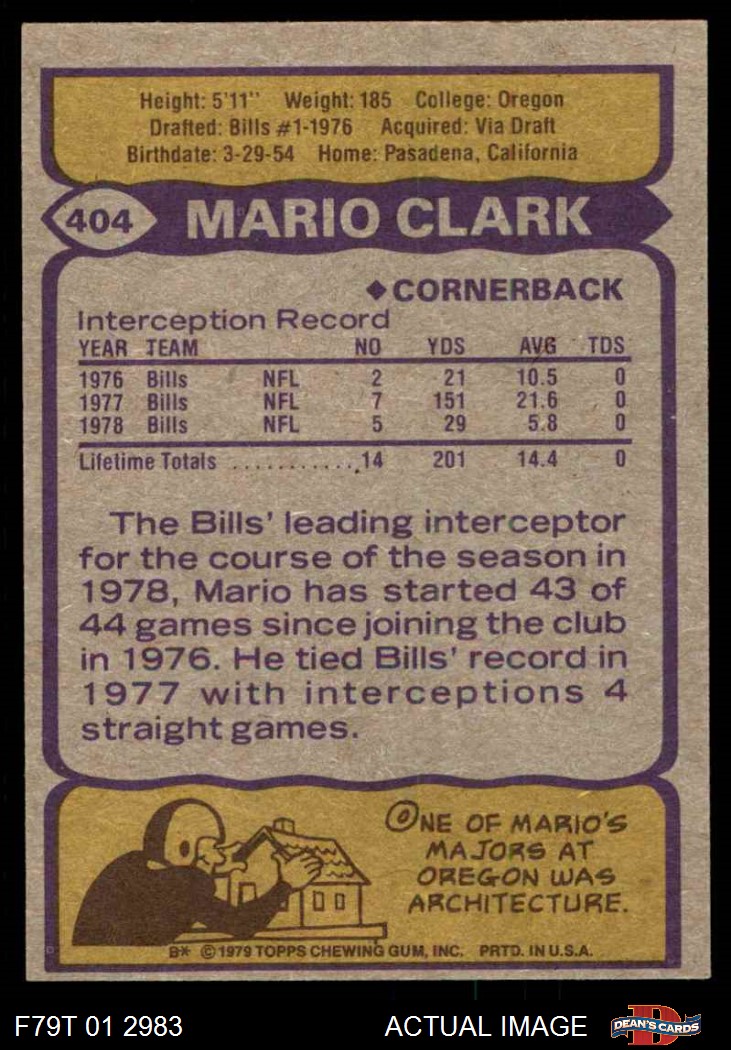 Height: 5'11" Weight: 185 College: Oregon
Drafted: Bills #1-1976 Acquired: Via Draft
Birthdate: 3-29-54 Home: Pasadena, California
404 MARIO CLARK
◆CORNERBACK
Interception Record
YEAR TEAM NO YDS AVG TDS
1976 Bills NFL 2 21 10.5 0
1977 Bills NFL 7 151 21.6 0
1978 Bills NFL 5 29 5.8 0
Lifetime Totals ............14 201 14.4 0
The Bills' leading interceptor
for the course of the season in
1978, Mario has started 43 of
44 games since joining the club
in 1976. He tied Bills' record in
1977 with interceptions 4
straight games.
ONE OF MARIO'S
MAJORS AT
OREGON WAS
ARCHITECTURE.
B* ©1979 TOPPS CHEWING GUM, INC. PRTD. IN U.S.A.
F79T 01 2983 ACTUAL IMAGE D DEAN'S CARDS